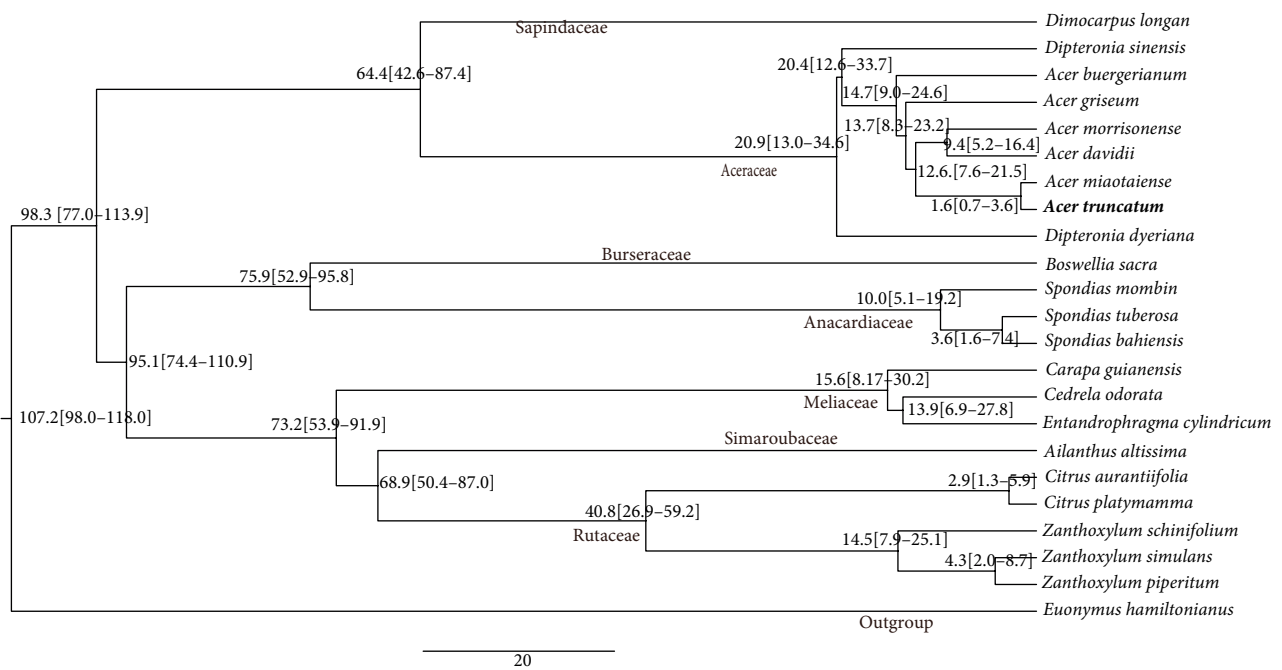 Dimocarpus longan
Sapindaceae
Dipteronia sinensis
20.4[12.6–33.7]
64.4[42.6–87.4]
Acer buergerianum
14.7[9.0–24.6]
Acer griseum
13.7[8.3–23.2]
Acer morrisonense
20.9[13.0–34.6]
9.4[5.2–16.4]
Acer davidii
Aceraceae
12.6.[7.6–21.5]
Acer miaotaiense
1.6[0.7–3.6]
Acer truncatum
98.3 [77.0–113.9]
Dipteronia dyeriana
Burseraceae
Boswellia sacra
75.9[52.9–95.8]
Spondias mombin
10.0[5.1–19.2]
Spondias tuberosa
Anacardiaceae
3.6[1.6–7.4]
Spondias bahiensis
95.1[74.4–110.9]
Carapa guianensis
15.6[8.17–30.2]
Cedrela odorata
Meliaceae
13.9[6.9–27.8]
107.2[98.0–118.0]
73.2[53.9–91.9]
Entandrophragma cylindricum
Simaroubaceae
Ailanthus altissima
68.9[50.4–87.0]
2.9[1.3–5.9]
Citrus aurantiifolia
Citrus platymamma
40.8[26.9–59.2]
Rutaceae
Zanthoxylum schinifolium
14.5[7.9–25.1]
4.3[2.0–8.7]
Zanthoxylum simulans
Zanthoxylum piperitum
Euonymus hamiltonianus
Outgroup
20